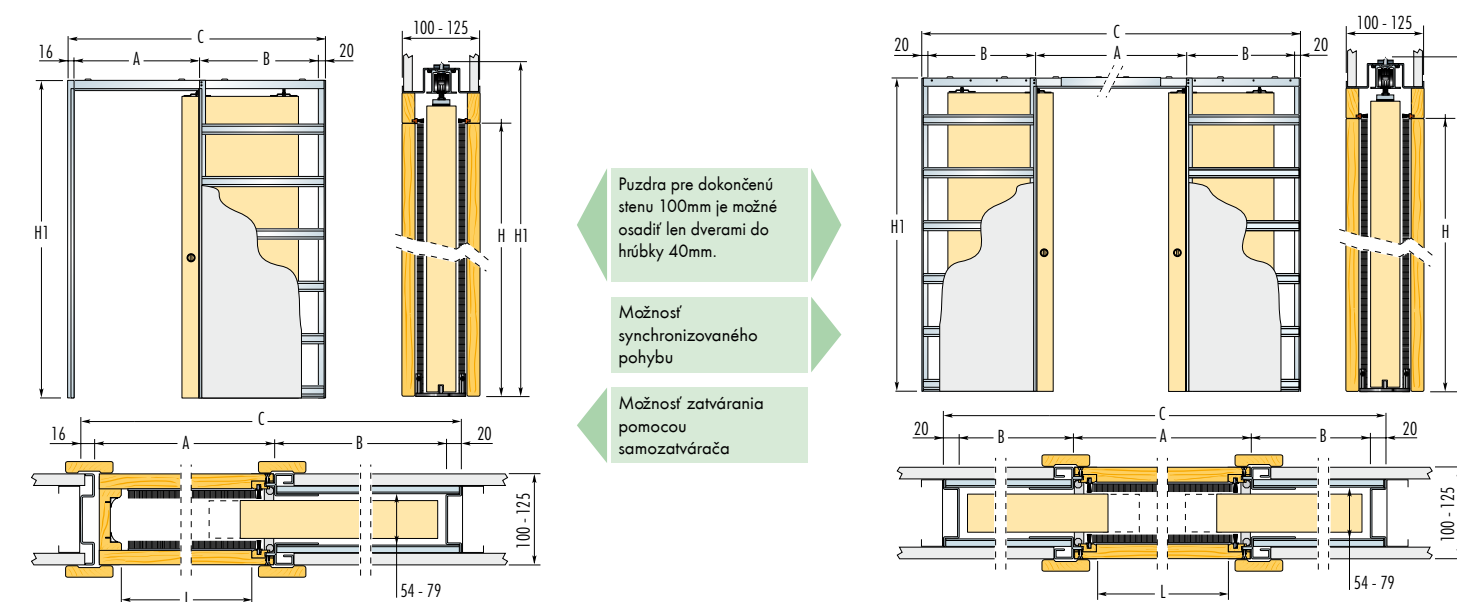 C
16
A
B
20
H1
100 - 125
H
H1
C
16
A
B
20
100 - 125
54 - 79
L
Puzdra pre dokončenú
stenu 100mm je možné
osadiť len dverami do
hrúbky 40mm.
Možnosť
synchronizovaného
pohybu
Možnosť zatvárania
pomocou
samozatvárača
C
20
B
A
B
20
H1
100 - 125
H
C
20
B
A
B
20
100 - 125
54 - 79
L